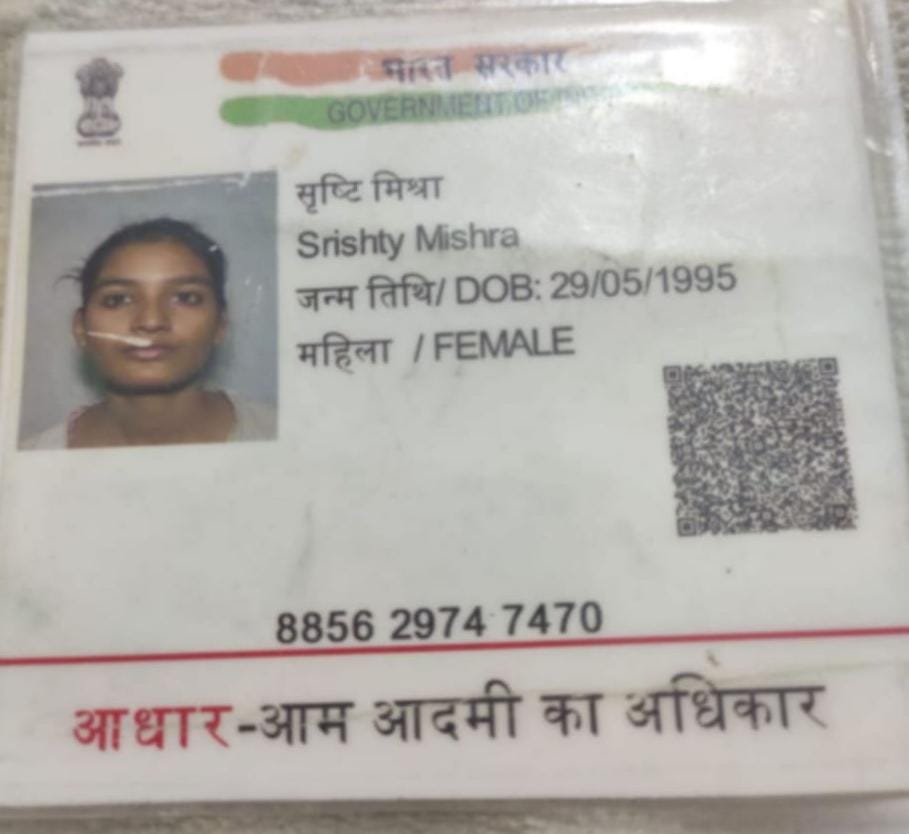 भारत सरकार
GOVERNMENT OF
सृष्टि मिश्रा
Srishty Mishra
जन्म तिथि/ DOB: 29/05/1995
महिला / FEMALE
8856 2974 7470
आधार-आम आदमी का अधिकार